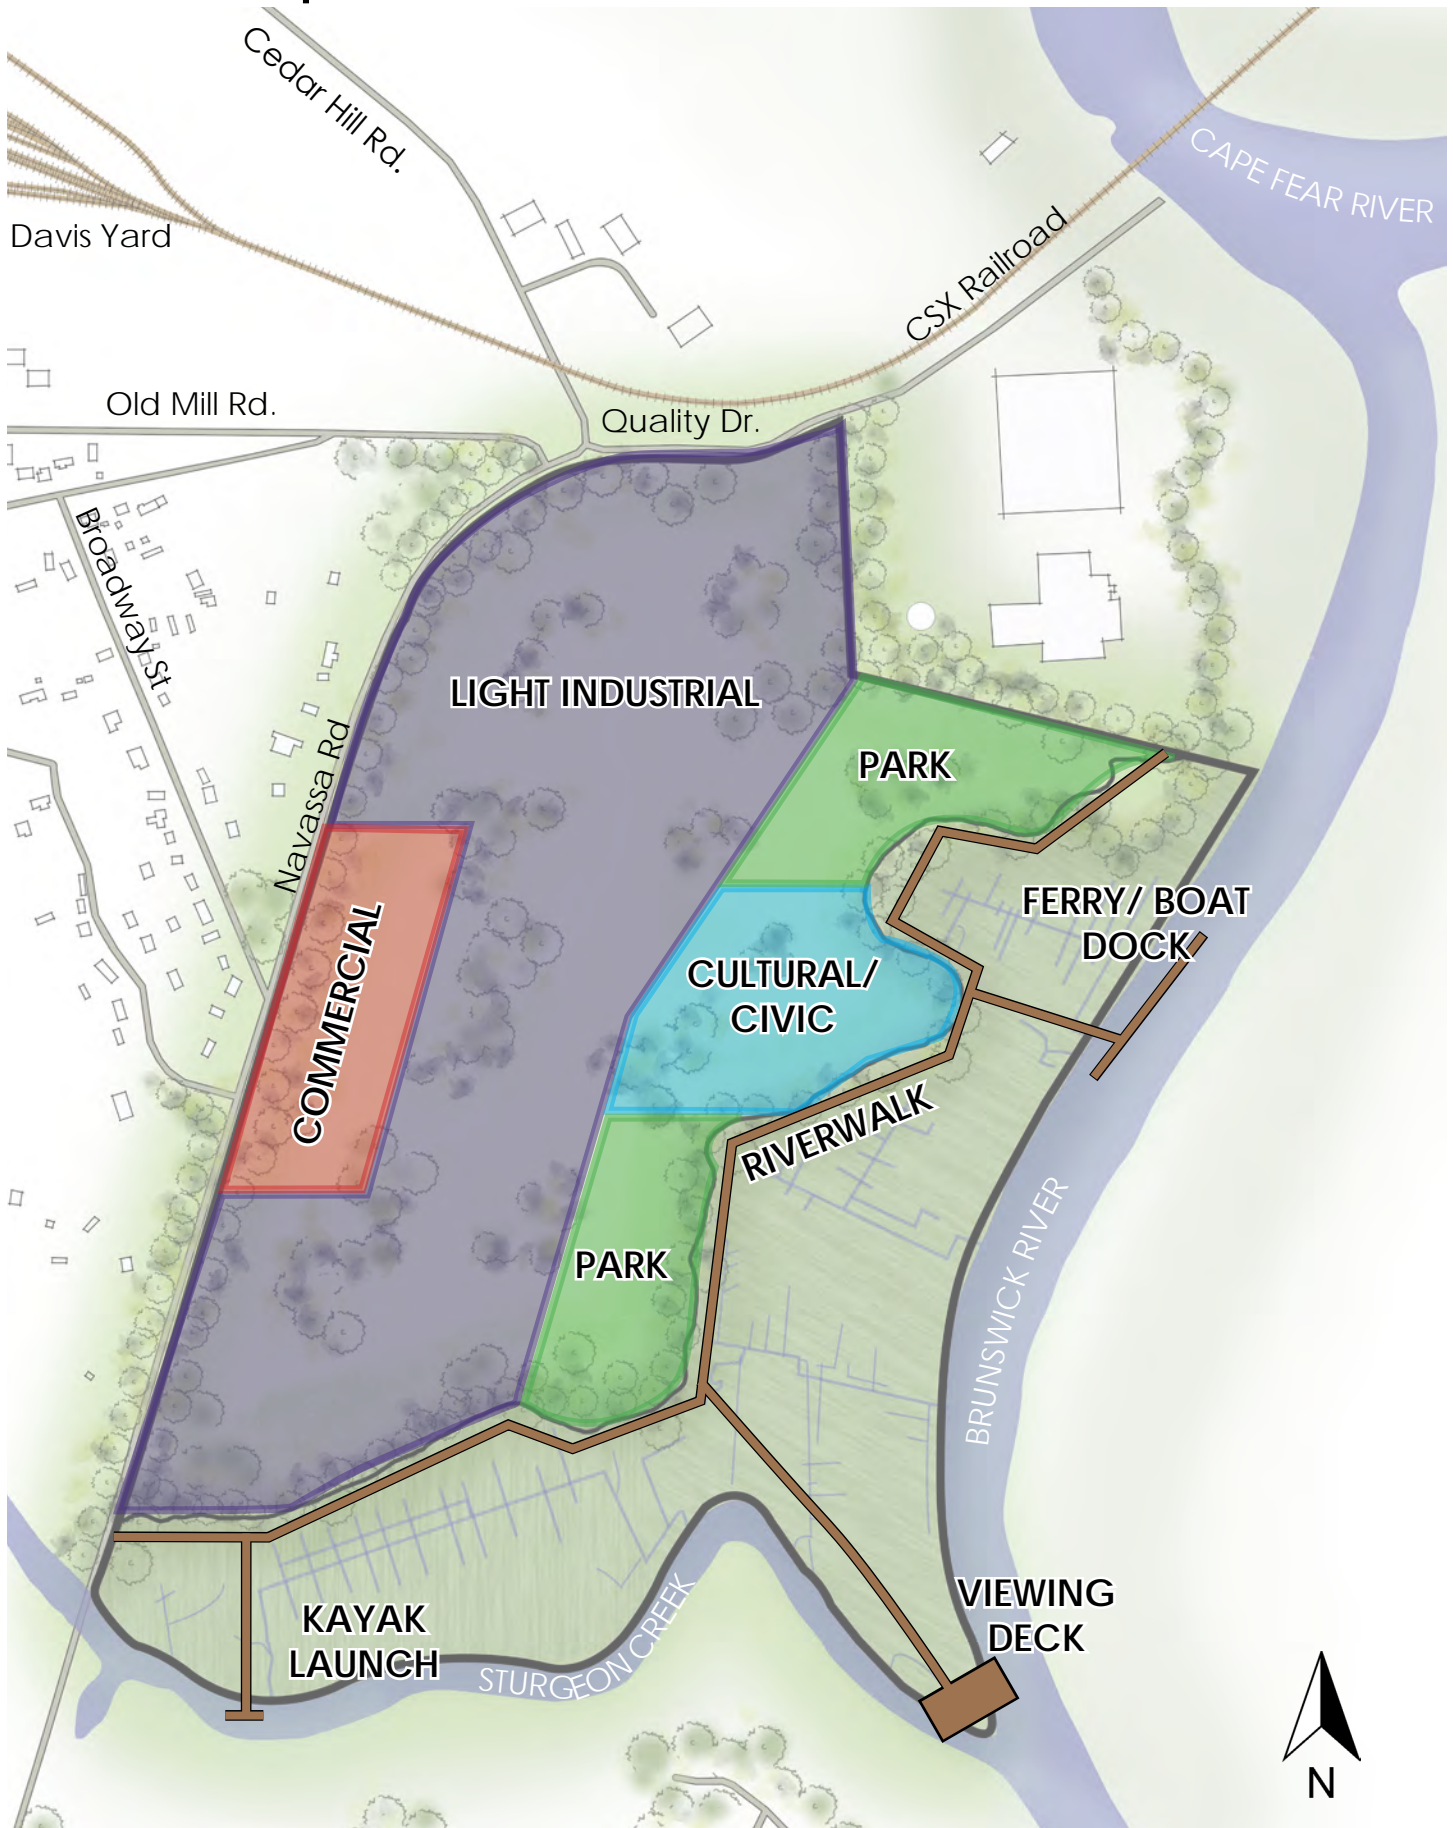 Cedar Hill Rd.
CAPE FEAR RIVER
Davis Yard
CSX Railroad
Old Mill Rd.
Quality Dr.
Broadway St
LIGHT INDUSTRIAL
Navassa Rd
PARK
FERRY/ BOAT
DOCK
COMMERCIAL
CULTURAL/
CIVIC
RIVERWALK
BRUNSWICK RIVER
PARK
VIEWING
DECK
KAYAK
LAUNCH
STURGEON CREEK
N